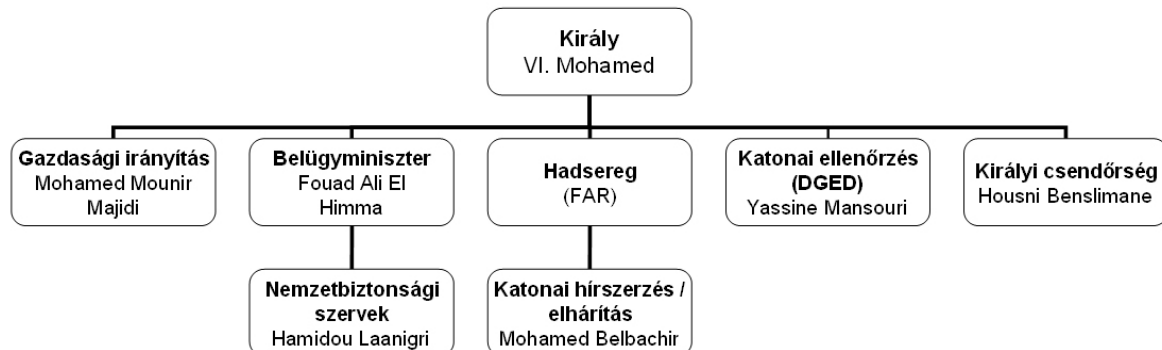 Király
VI. Mohamed
Gazdasági irányítás
Mohamed Mounir
Majidi
Belügyminiszter
Fouad Ali El
Himma
Hadsereg
(FAR)
Katonai ellenőrzés
(DGED)
Yassine Mansouri
Királyi csendőrség
Housni Benslimane
Nemzetbiztonsági
szervek
Hamidou Laanigri
Katonai hírszerzés /
elhárítás
Mohamed Belbachir